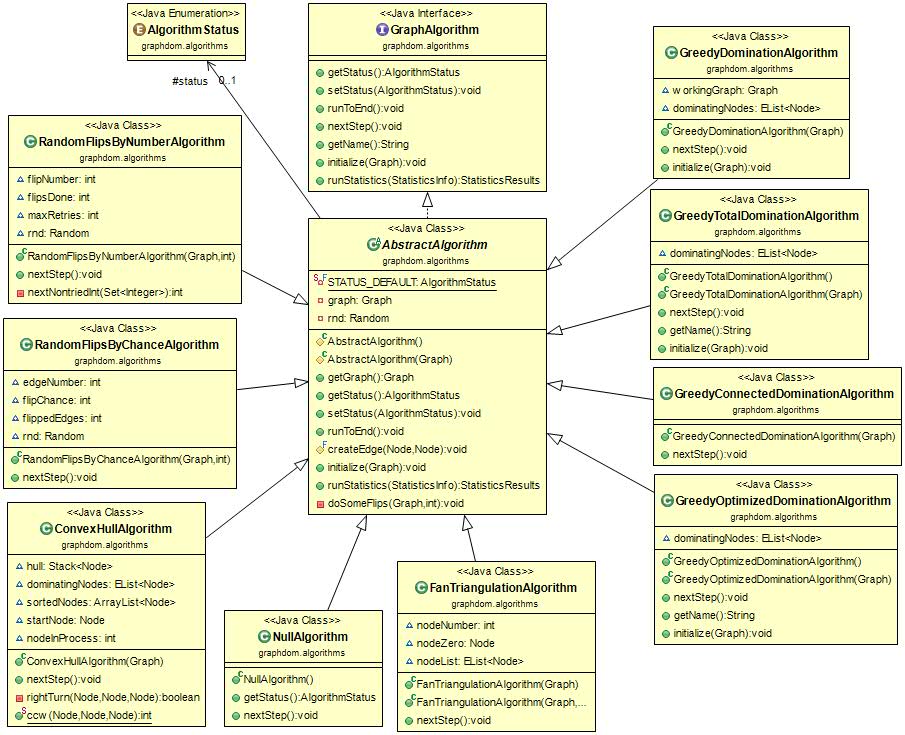 <<Java Enumeration>>
AlgorithmStatus
graphdom.algorithms
#status 0..1
<<Java Interface>>
GraphAlgorithm
graphdom.algorithms
getStatus():AlgorithmStatus
setStatus(AlgorithmStatus):void
runToEnd():void
nextStep():void
getName():String
initialize(Graph):void
runStatistics(StatisticsInfo):StatisticsResults
<<Java Class>>
GreedyDominationAlgorithm
graphdom.algorithms
workingGraph: Graph
dominatingNodes: EList<Node>
GreedyDominationAlgorithm(Graph)
nextStep():void
initialize(Graph):void
<<Java Class>>
RandomFlipsByNumberAlgorithm
graphdom.algorithms
flipNumber: int
flipsDone: int
maxRetries: int
rnd: Random
RandomFlipsByNumberAlgorithm(Graph,int)
nextStep():void
nextNontriedInt(Set<Integer>):int
<<Java Class>>
AbstractAlgorithm
graphdom.algorithms
STATUS_DEFAULT: AlgorithmStatus
graph: Graph
rnd: Random
AbstractAlgorithm()
AbstractAlgorithm(Graph)
getGraph():Graph
getStatus():AlgorithmStatus
setStatus(AlgorithmStatus):void
runToEnd():void
createEdge(Node,Node):void
initialize(Graph):void
runStatistics(StatisticsInfo):StatisticsResults
doSomeFlips(Graph,int):void
<<Java Class>>
GreedyTotalDominationAlgorithm
graphdom.algorithms
dominatingNodes: EList<Node>
GreedyTotalDominationAlgorithm()
GreedyTotalDominationAlgorithm(Graph)
nextStep():void
getName():String
initialize(Graph):void
<<Java Class>>
RandomFlipsByChanceAlgorithm
graphdom.algorithms
edgeNumber: int
flipChance: int
flippedEdges: int
rnd: Random
RandomFlipsByChanceAlgorithm(Graph,int)
nextStep():void
<<Java Class>>
GreedyConnectedDominationAlgorithm
graphdom.algorithms
GreedyConnectedDominationAlgorithm(Graph)
nextStep():void
<<Java Class>>
GreedyOptimizedDominationAlgorithm
graphdom.algorithms
dominatingNodes: EList<Node>
GreedyOptimizedDominationAlgorithm()
GreedyOptimizedDominationAlgorithm(Graph)
nextStep():void
getName():String
initialize(Graph):void
<<Java Class>>
ConvexHullAlgorithm
graphdom.algorithms
hull: Stack<Node>
dominatingNodes: EList<Node>
sortedNodes: ArrayList<Node>
startNode: Node
nodeInProcess: int
ConvexHullAlgorithm(Graph)
nextStep():void
rightTurn(Node,Node,Node):boolean
ccw(Node,Node,Node):int
<<Java Class>>
NullAlgorithm
graphdom.algorithms
NullAlgorithm()
getStatus():AlgorithmStatus
nextStep():void
<<Java Class>>
FanTriangulationAlgorithm
graphdom.algorithms
nodeNumber: int
nodeZero: Node
nodeList: EList<Node>
FanTriangulationAlgorithm(Graph)
FanTriangulationAlgorithm(Graph,...
nextStep():void